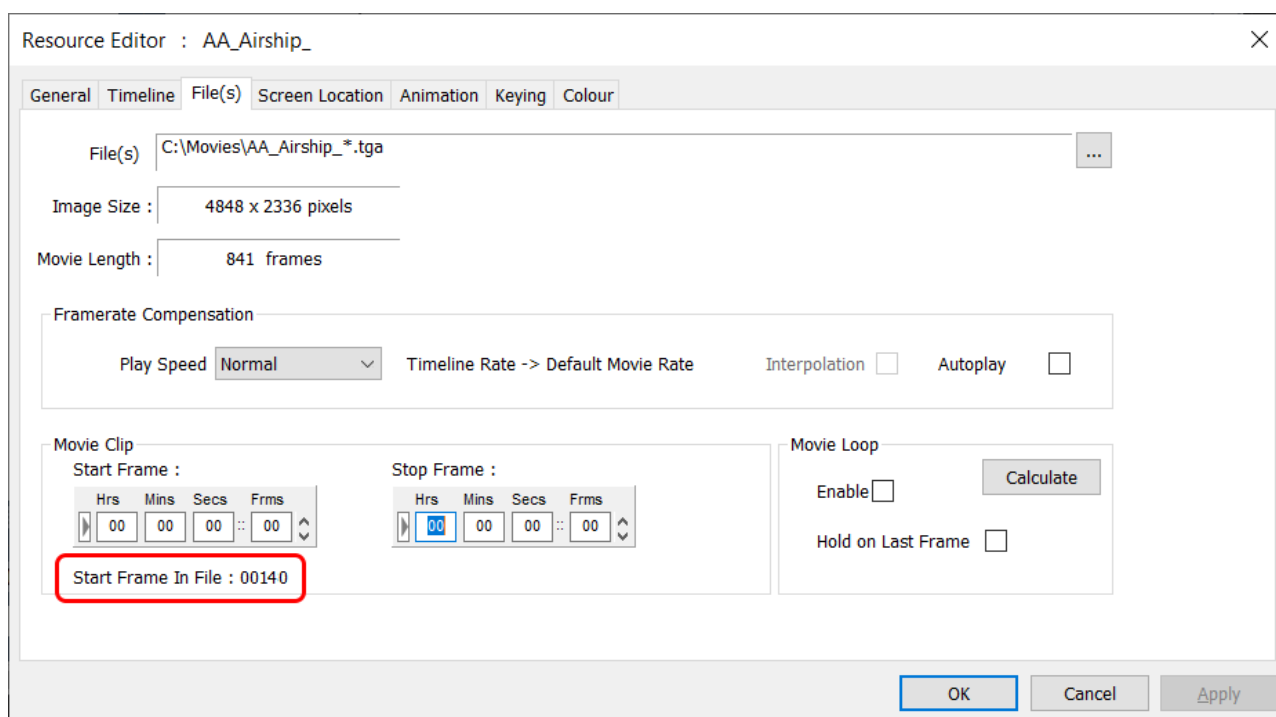 Resource Editor : AA_Airship_
General Timeline File(s) Screen Location Animation Keying Colour
File(s) C:\Movies\AA_Airship_*.tga ...
Image Size : 4848 x 2336 pixels
Movie Length : 841 frames
Framerate Compensation
Play Speed Normal Timeline Rate -> Default Movie Rate Interpolation Autoplay
Movie Clip Movie Loop
Start Frame : Stop Frame : Calculate
Hrs Mins Secs Frms Hrs Mins Secs Frms Enable
00 00 00 :: 00 00 00 00 :: 00
Hold on Last Frame
Start Frame In File : 00140
OK Cancel Apply